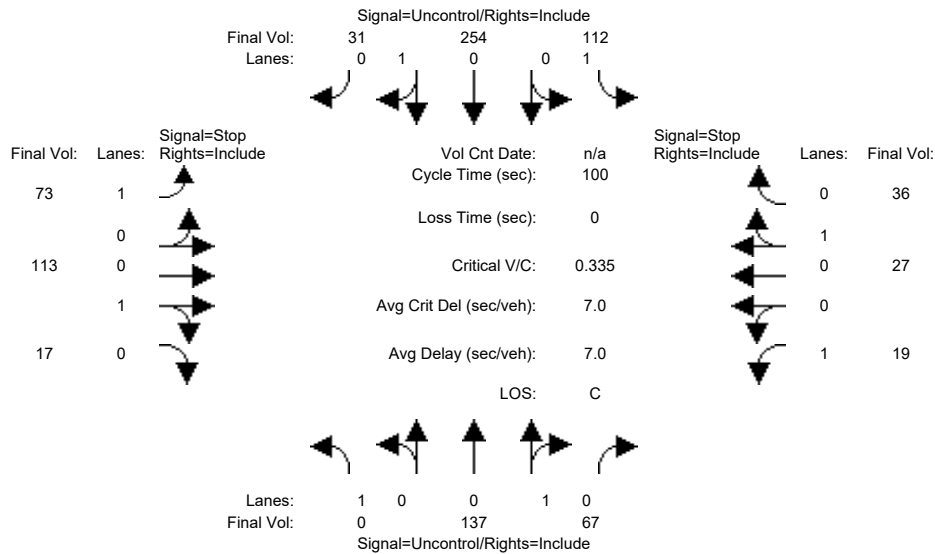 Signal=Uncontrol/Rights=Include
Final Vol: 31 254 112
Lanes: 0 1 0 0 1
Signal=Stop Signal=Stop
Final Vol: Lanes: Rights=Include Vol Cnt Date: n/a Rights=Include Lanes: Final Vol:
Cycle Time (sec): 100
73 1 0 36
Loss Time (sec): 0
0 1
113 0 Critical V/C: 0.335 0 27
1 Avg Crit Del (sec/veh): 7.0 0
17 0 Avg Delay (sec/veh): 7.0 1 19
LOS: C
Lanes: 1 0 0 1 0
Final Vol: 0 137 67
Signal=Uncontrol/Rights=Include